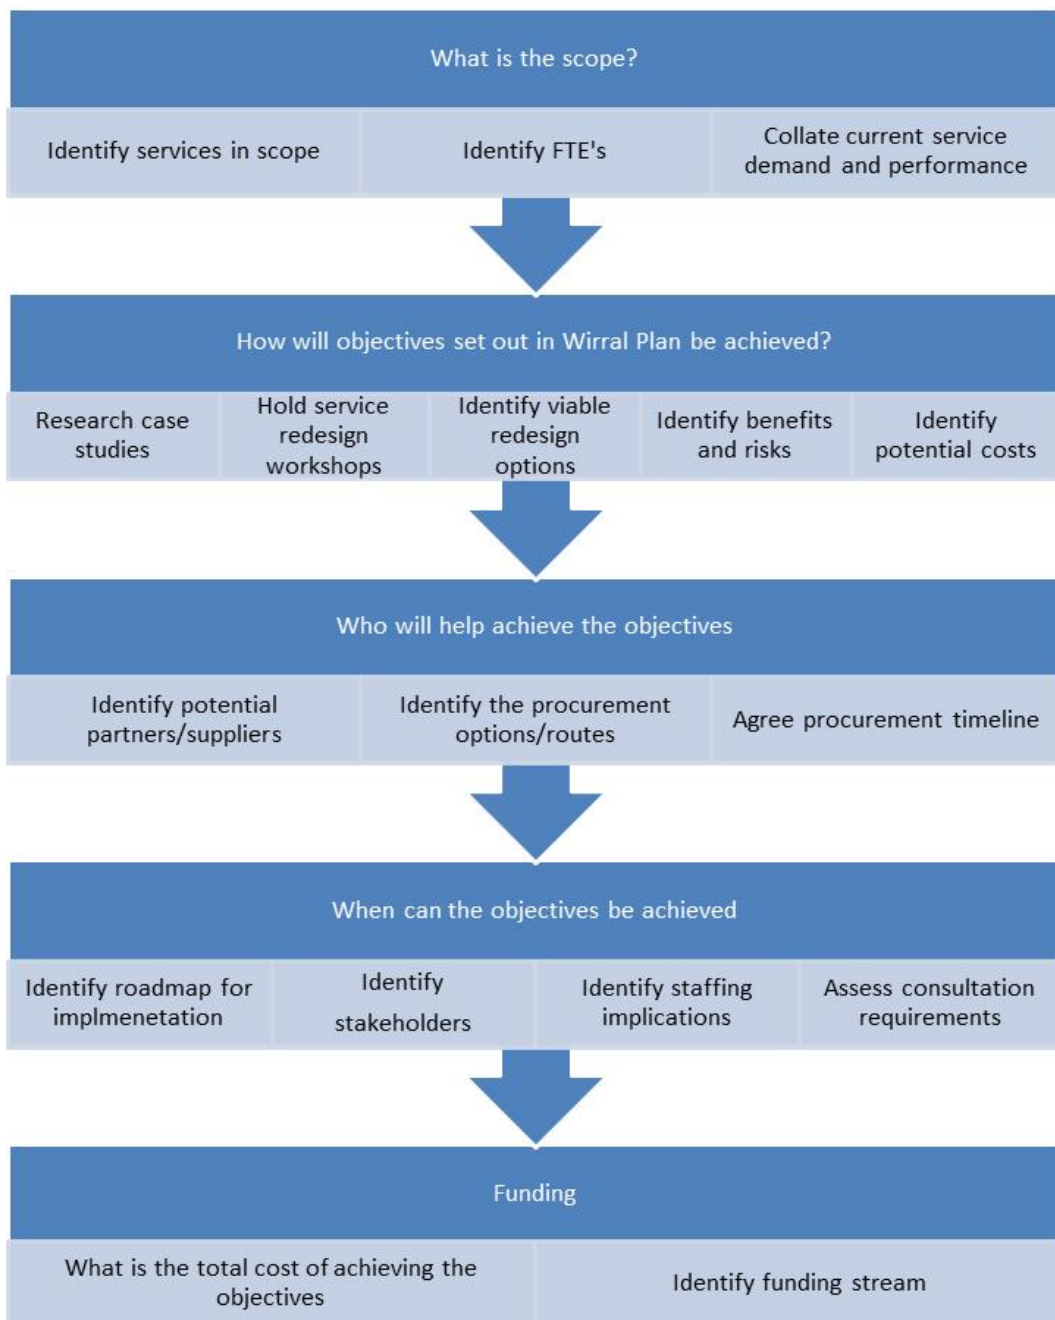 What is the scope?
Identify services in scope
Identify FTE's
Collate current service
demand and performance
How will objectives set out in Wirral Plan be achieved?
Research case
studies
Hold service
redesign
workshops
Identify viable
redesign
options
Identify benefits
and risks
Identify
potential costs
Who will help achieve the objectives
Identify potential
partners/suppliers
Identify the procurement
options/routes
Agree procurement timeline
When can the objectives be achieved
Identify roadmap for
implmenetation
Identify
stakeholders
Identify staffing
implications
Assess consultation
requirements
Funding
What is the total cost of achieving the
objectives
Identify funding stream